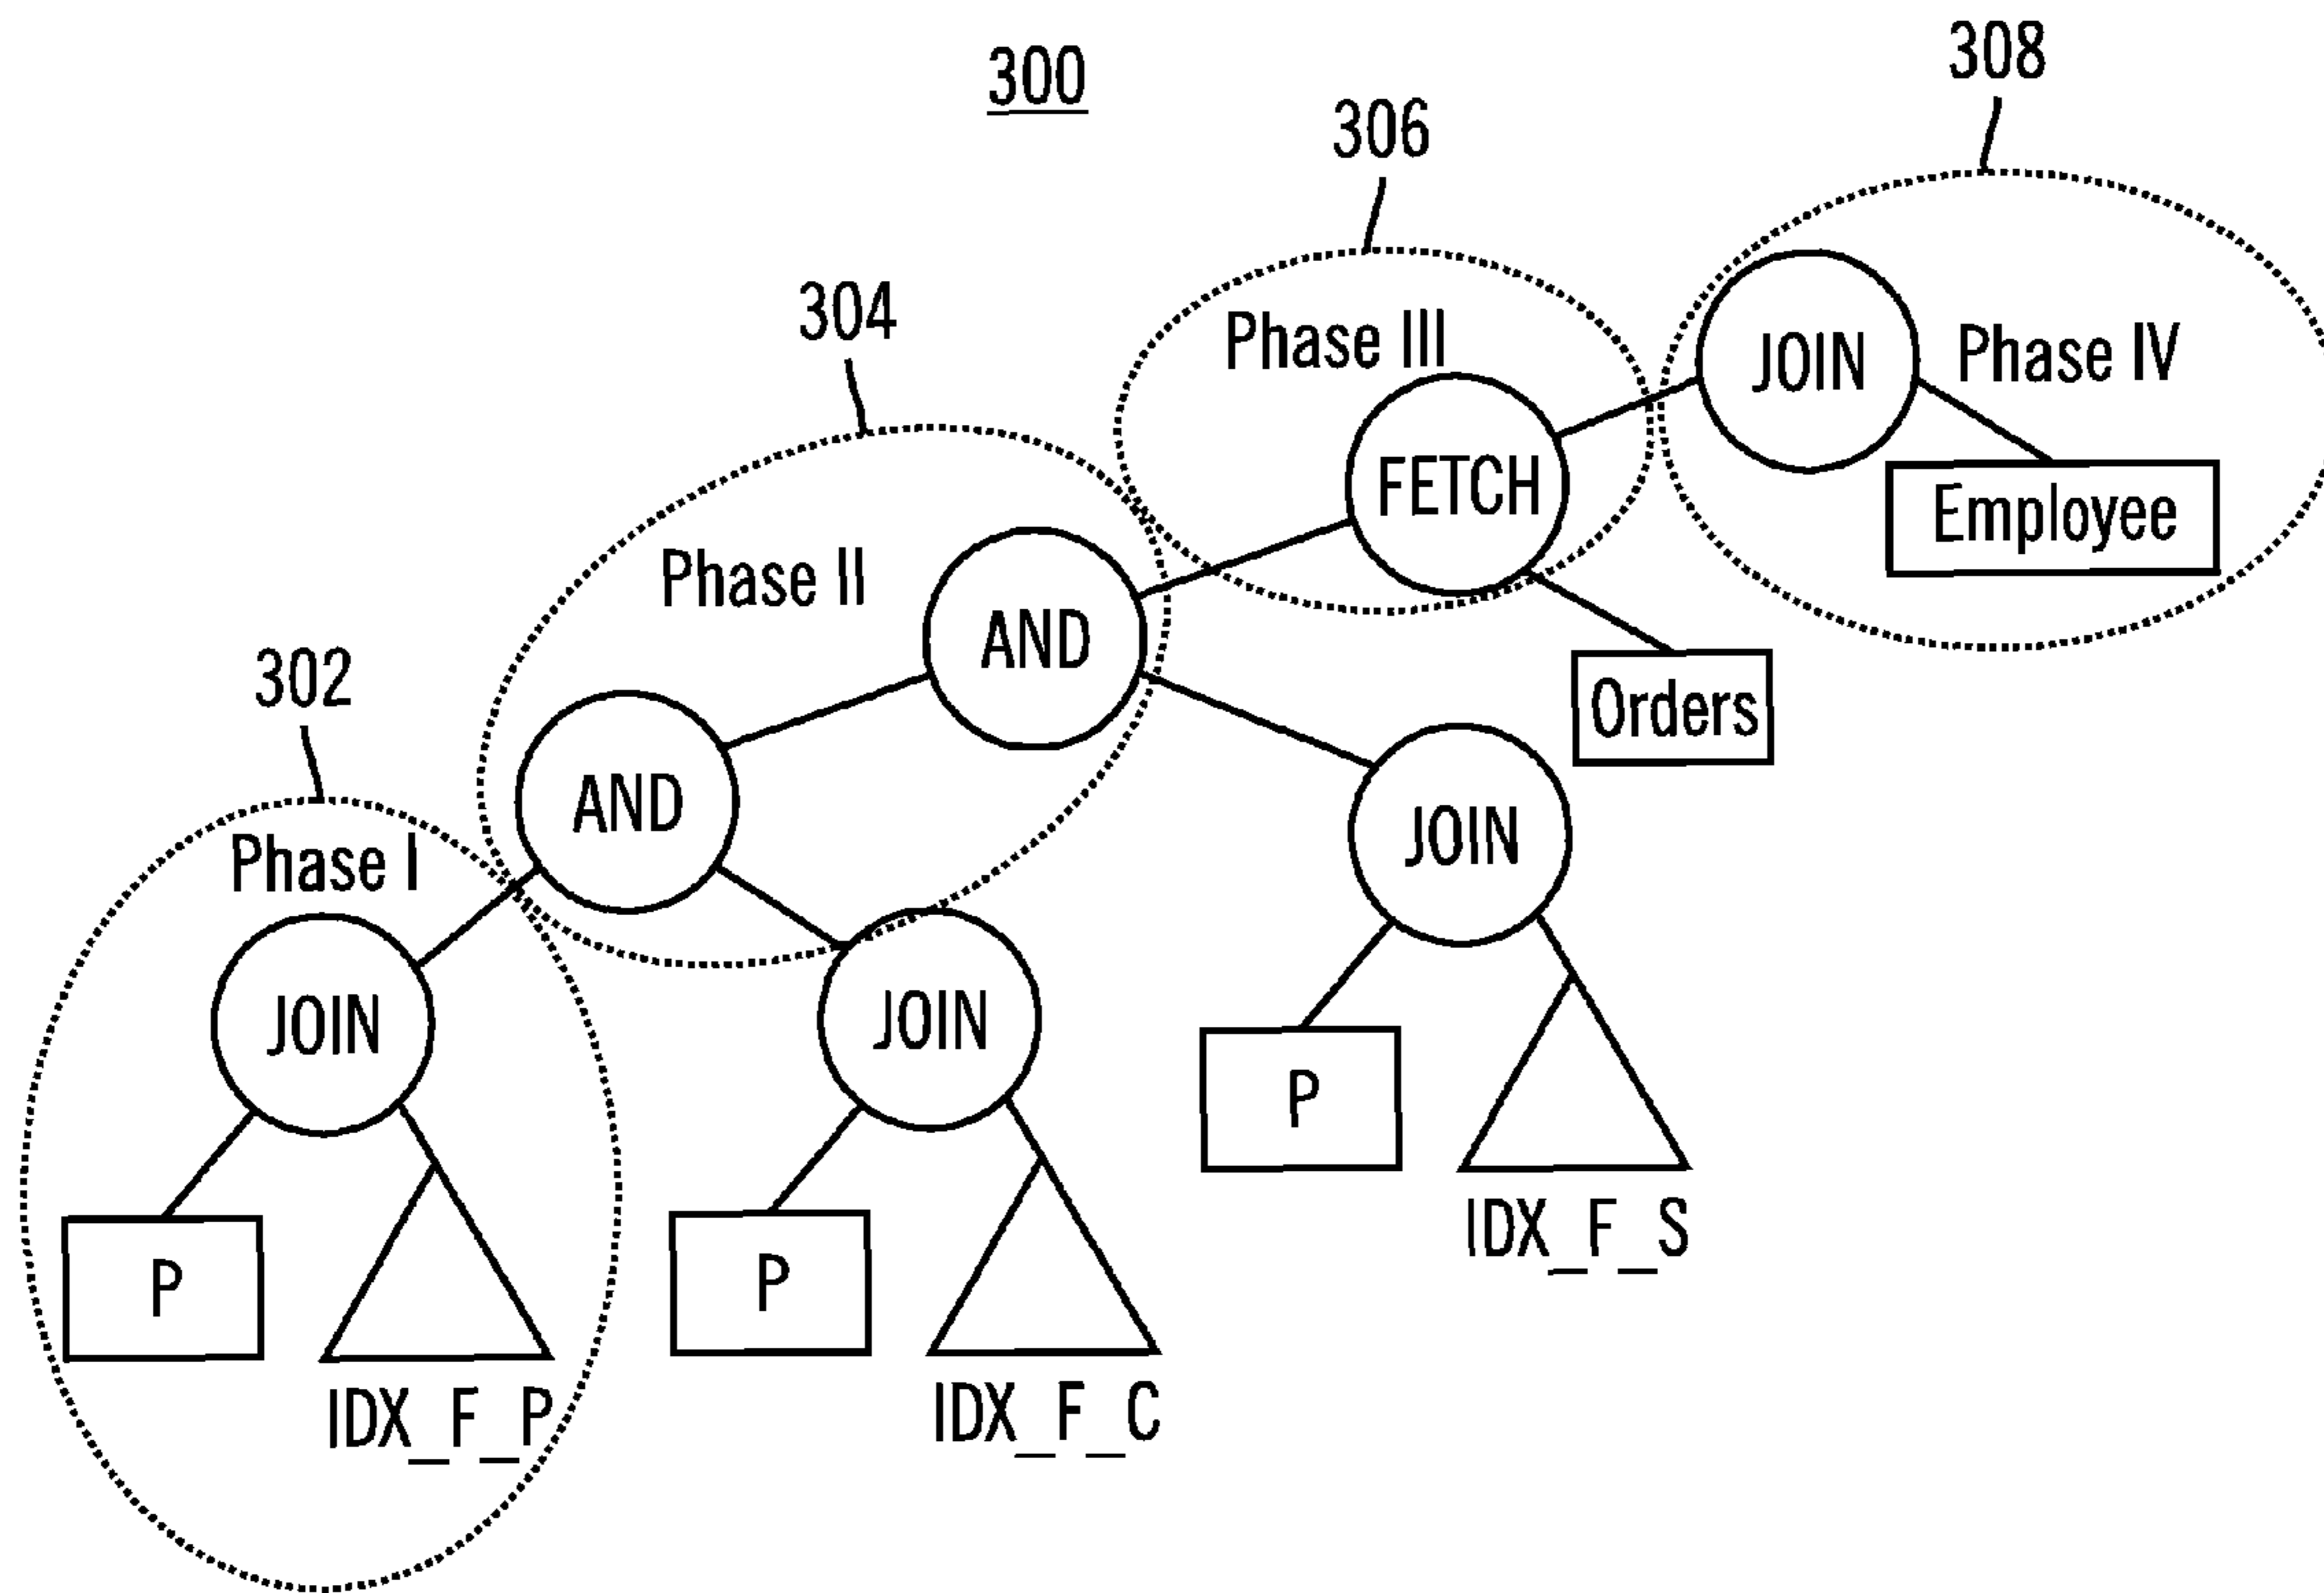 300
308
306
304
Phase III
JOIN
Phase IV
FETCH
Employee
Phase II
AND
302
Orders
AND
JOIN
Phase I
JOIN
JOIN
P
P
P
IDX_F_S
IDX_F_P
IDX_F_C